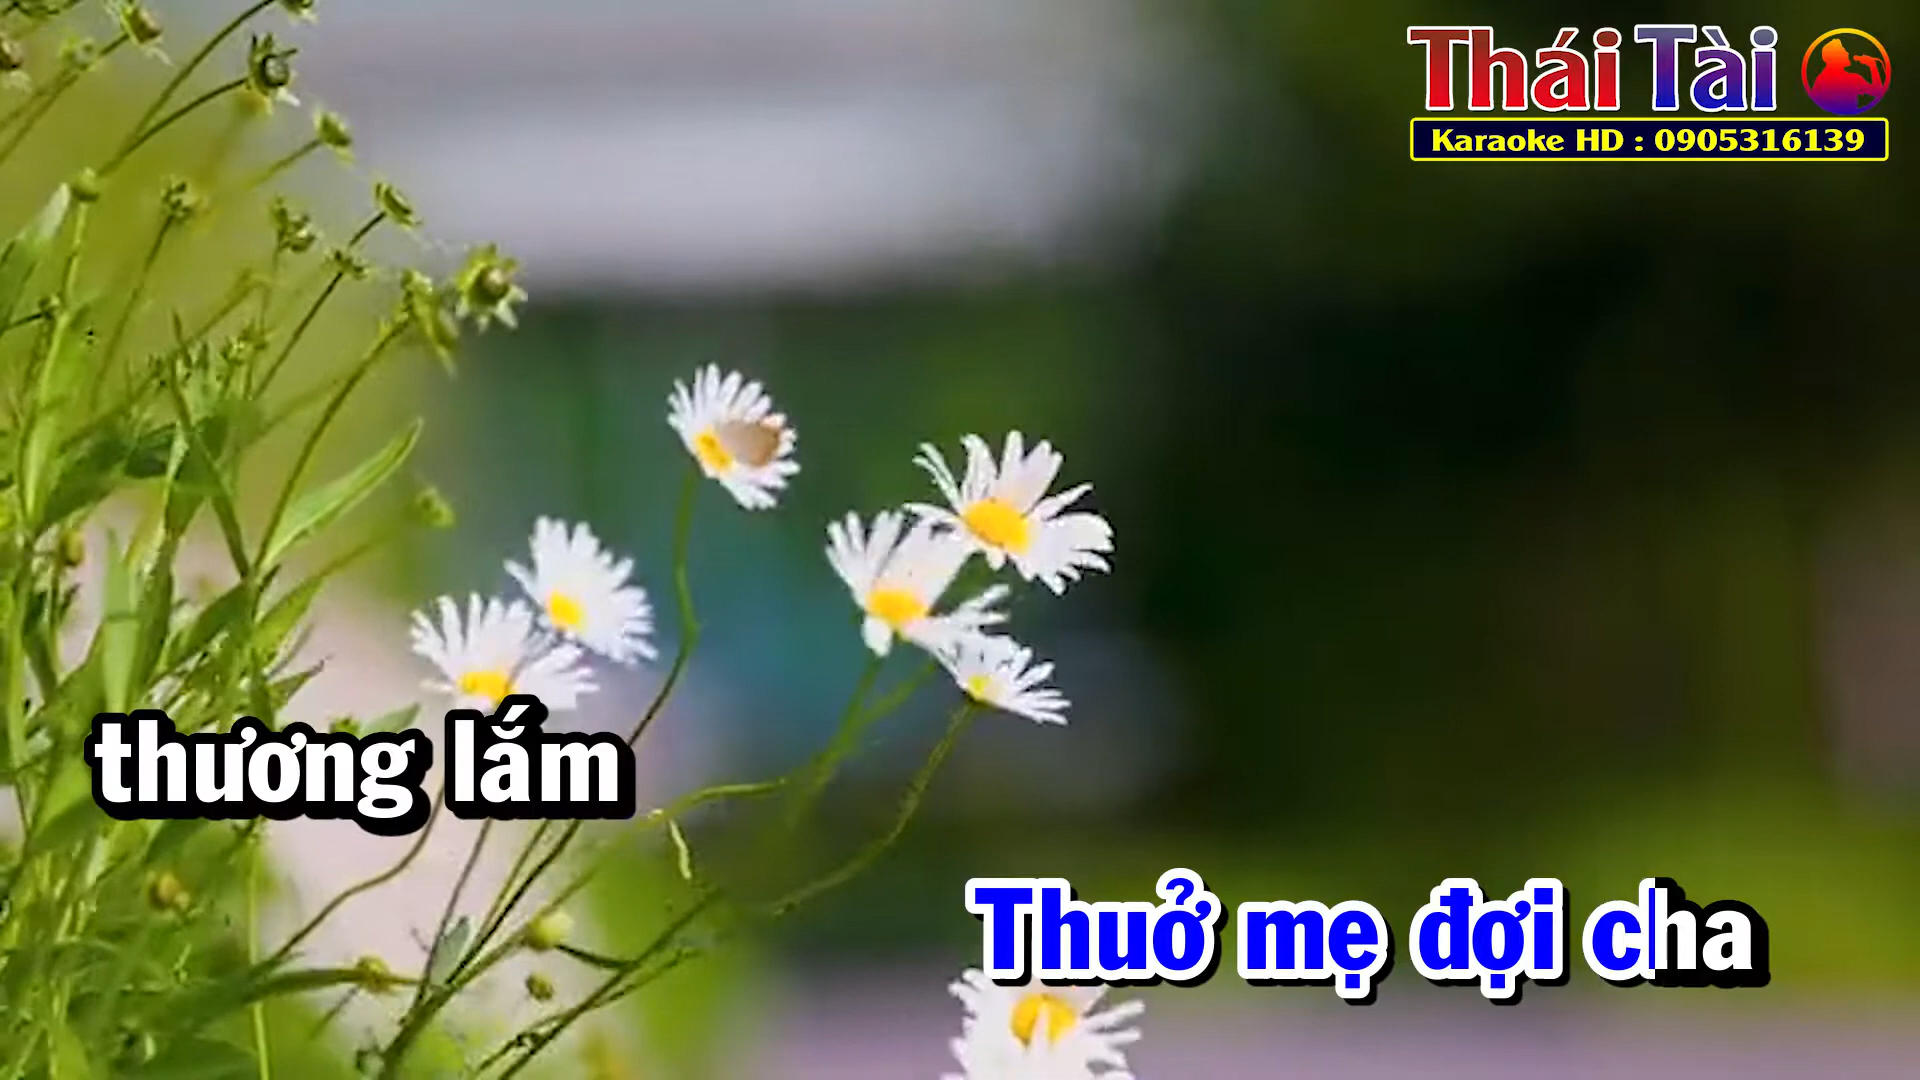 Thái Tài
Karaoke HD : 0905316139
thương lắm
Thuở mẹ đợi cha